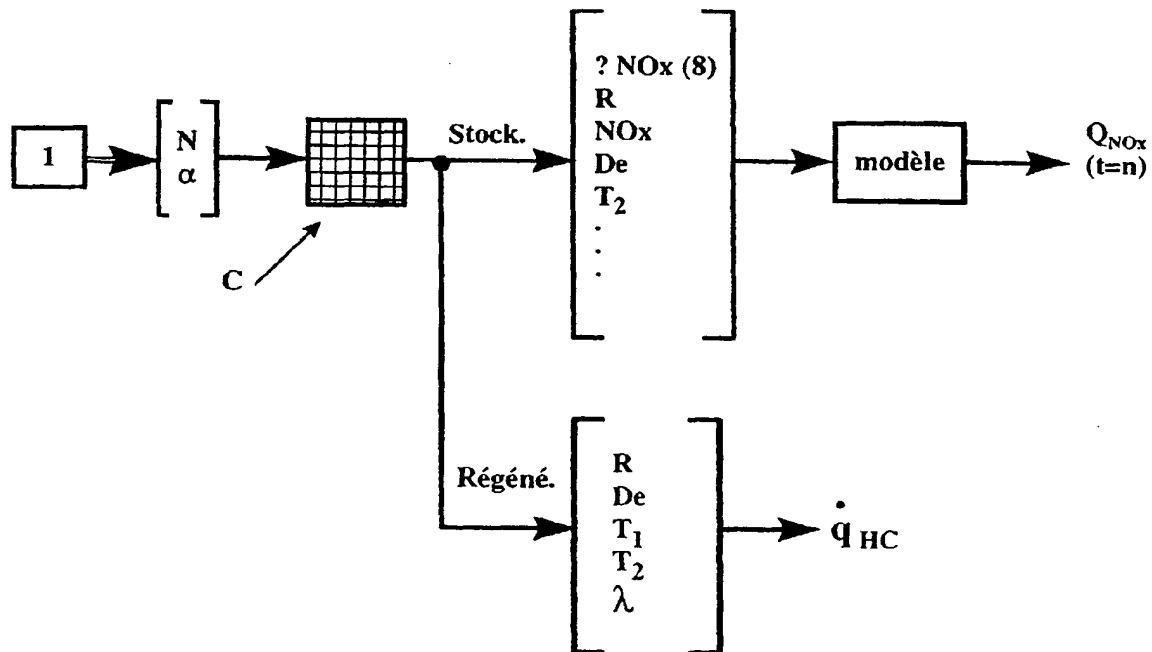 1
N
α
C
Stock.
? NOx (8)
R
NOx
De
T2
.
.
.
modèle
QNOx
(t=n)
Régéné.
R
De
T1
T2
λ
q̇ HC